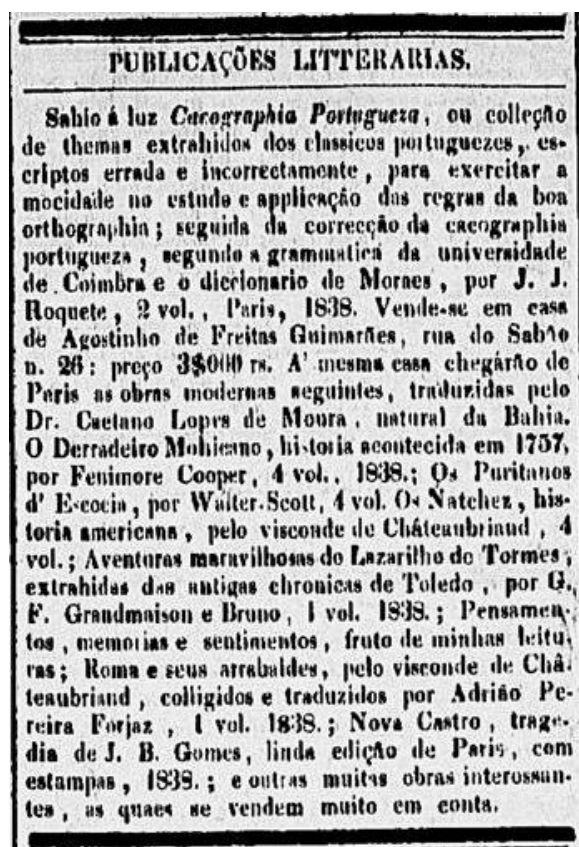 PUBLICAÇÕES LITTERARIAS.
Sahio á luz Cacographia Portugueza, ou collecção
de themas extrahidos dos classicos portuguezes, es-
criptos errada e incorrectamente, para exercitar a
mocidade no estudo e applicação das regras da boa
orthographia; seguida da correcção da cacographia
portugueza, segundo a grammatica da universidade
de Coimbra e o diccionario de Moraes, por J. J.
Roquete, 2 vol., Paris, 1838. Vende-se em casa
de Agostinho de Freitas Guimarães, rua do Sabão
n. 26: preço 3$000 rs. A' mesma casa chegárão de
Paris as obras modernas seguintes, traduzidas pelo
Dr. Caetano Lopes de Moura, natural da Bahia.
O Derradeiro Mohicano, historia acontecida em 1757,
por Fenimore Cooper, 4 vol., 1838.; Os Puritanos
d' Escocia, por Walter-Scott, 4 vol. Os Natchez, his-
toria americana, pelo visconde de Châteaubriand, 4
vol.; Aventuras maravilhosas do Lazarilho de Tormes,
extrahidas das antigas chronicas de Toledo, por G.
F. Grandmaison e Bruno, 1 vol. 1838.; Pensamen-
tos, memorias e sentimentos, fruto de minhas leitu-
ras; Roma e seus arrabaldes, pelo visconde de Châ-
teaubriand, colligidos e traduzidos por Adrião Pe-
reira Forjaz, 1 vol. 1838.; Nova Castro, trage-
dia de J. B. Gomes, linda edição de Paris, com
estampas, 1838.; e outras muitas obras interossan-
tes, as quaes se vendem muito em conta.